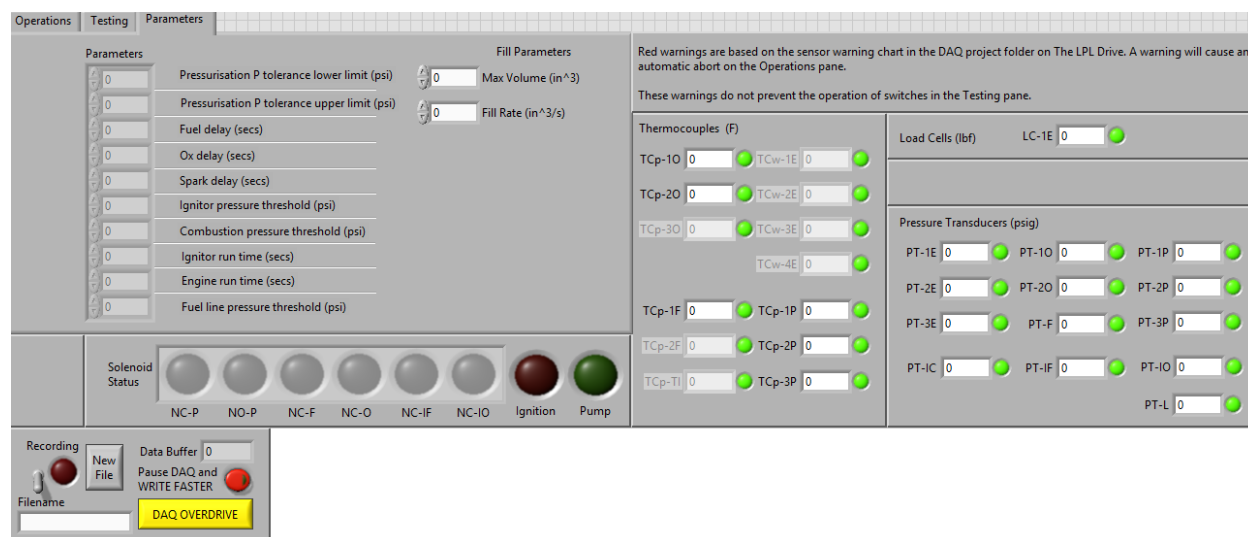 Operations Testing Parameters
Parameters
0 Pressurisation P tolerance lower limit (psi)
0 Pressurisation P tolerance upper limit (psi)
0 Fuel delay (secs)
0 Ox delay (secs)
0 Spark delay (secs)
0 Ignitor pressure threshold (psi)
0 Combustion pressure threshold (psi)
0 Ignitor run time (secs)
0 Engine run time (secs)
0 Fuel line pressure threshold (psi)
Fill Parameters
0 Max Volume (in^3)
0 Fill Rate (in^3/s)
Red warnings are based on the sensor warning chart in the DAQ project folder on The LPL Drive. A warning will cause an
automatic abort on the Operations pane.
These warnings do not prevent the operation of switches in the Testing pane.
Thermocouples (F)
TCp-1O 0 TCw-1E 0
TCp-2O 0 TCw-2E 0
TCp-3O 0 TCw-3E 0
TCw-4E 0
TCp-1F 0 TCp-1P 0
TCp-2F 0 TCp-2P 0
TCp-TI 0 TCp-3P 0
Load Cells (lbf) LC-1E 0
Pressure Transducers (psig)
PT-1E 0 PT-1O 0 PT-1P 0
PT-2E 0 PT-2O 0 PT-2P 0
PT-3E 0 PT-F 0 PT-3P 0
PT-IC 0 PT-IF 0 PT-IO 0
PT-L 0
Solenoid
Status
NC-P NO-P NC-F NC-O NC-IF NC-IO Ignition Pump
Recording
New
File
Data Buffer 0
Pause DAQ and
WRITE FASTER
Filename
DAQ OVERDRIVE